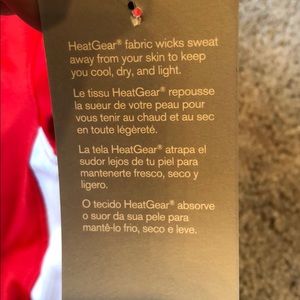 HeatGear® fabric wicks sweat
away from your skin to keep
you cool, dry, and light.
Le tissu HeatGear® repousse
la sueur de votre peau pour
vous tenir au chaud et au sec
en toute légéreté.
La tela HeatGear® atrapa el
sudor lejos de tu piel para
mantenerte fresco, seco y
ligero.
O tecido HeatGear® absorve
o suor da sua pele para
mantê-lo frio, seco e leve.